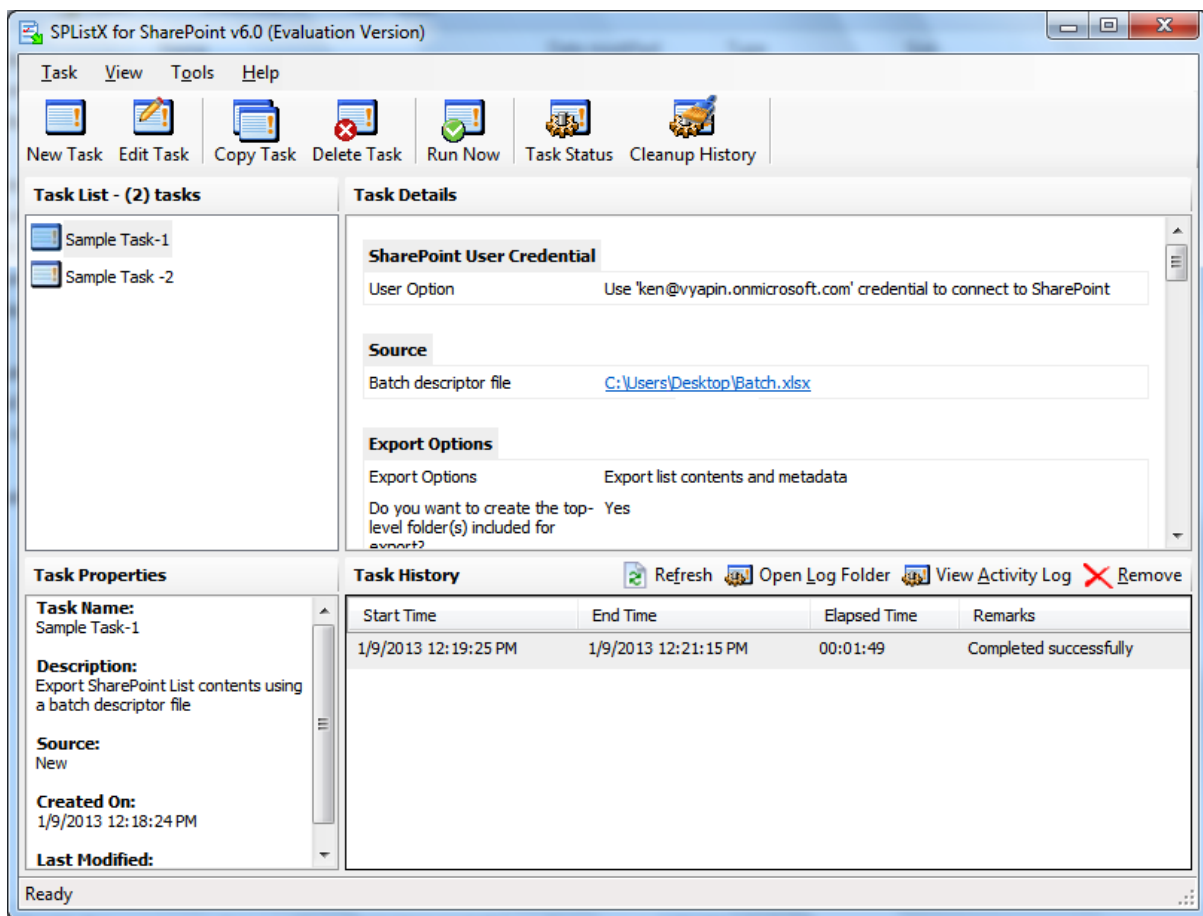 SPListX for SharePoint v6.0 (Evaluation Version)
Task View Tools Help
New Task Edit Task Copy Task Delete Task Run Now Task Status Cleanup History
Task List - (2) tasks
Sample Task-1
Sample Task -2
Task Details
SharePoint User Credential
User Option Use 'ken@vyapin.onmicrosoft.com' credential to connect to SharePoint
Source
Batch descriptor file C:\Users\Desktop\Batch.xlsx
Export Options
Export Options Export list contents and metadata
Do you want to create the top- Yes
level folder(s) included for
export?
Task Properties
Task Name:
Sample Task-1
Description:
Export SharePoint List contents using
a batch descriptor file
Source:
New
Created On:
1/9/2013 12:18:24 PM
Last Modified:
Task History Refresh Open Log Folder View Activity Log Remove
Start Time End Time Elapsed Time Remarks
1/9/2013 12:19:25 PM 1/9/2013 12:21:15 PM 00:01:49 Completed successfully
Ready